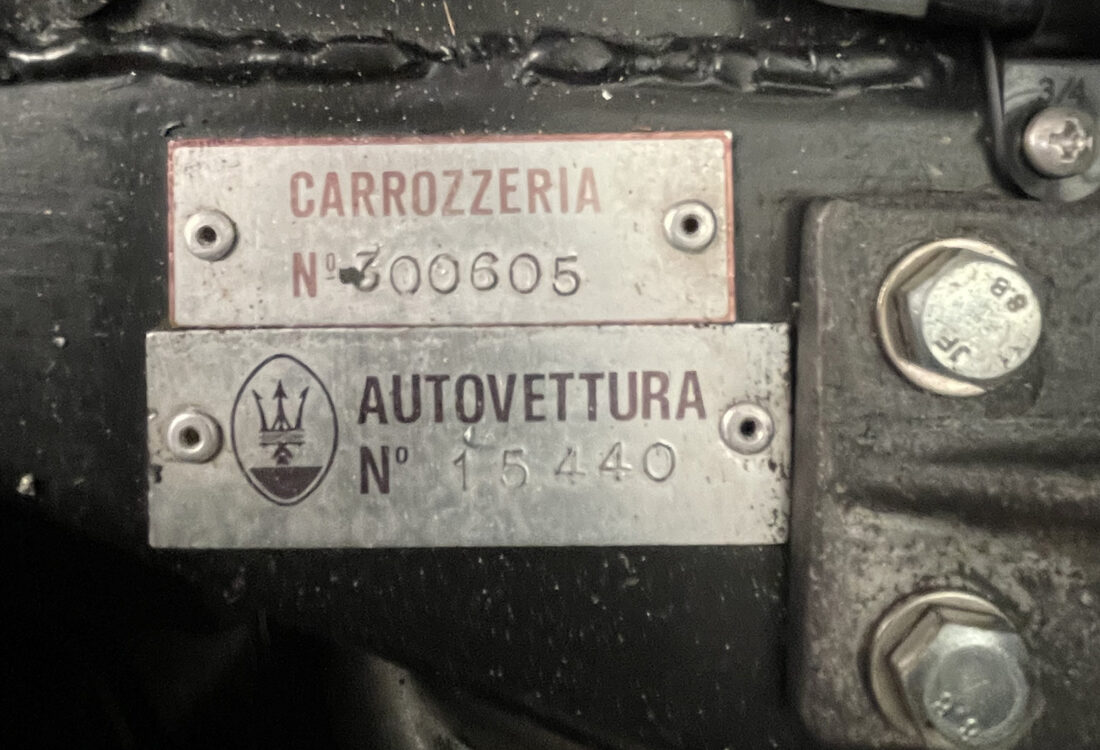 3/4
CARROZZERIA
Nº 300605
AUTOVETTURA
Nº 15440
8.8
JF
8.8